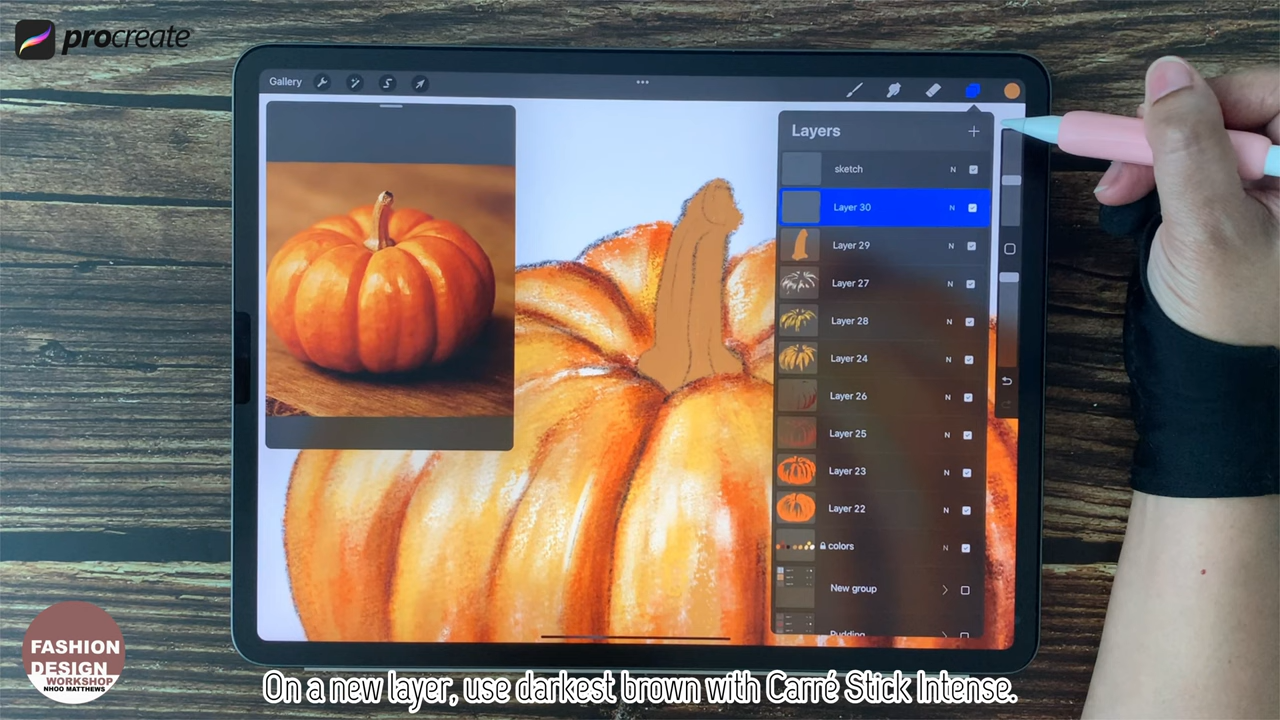 procreate
Gallery
Layers
sketch N
Layer 30 N
Layer 29 N
Layer 27 N
Layer 28 N
Layer 24 N
Layer 26 N
Layer 25 N
Layer 23 N
Layer 22 N
colors N
New group
Pudding
FASHION
DESIGN
WORKSHOP
NHOO MATTHEWS
On a new layer, use darkest brown with Carré Stick Intense.